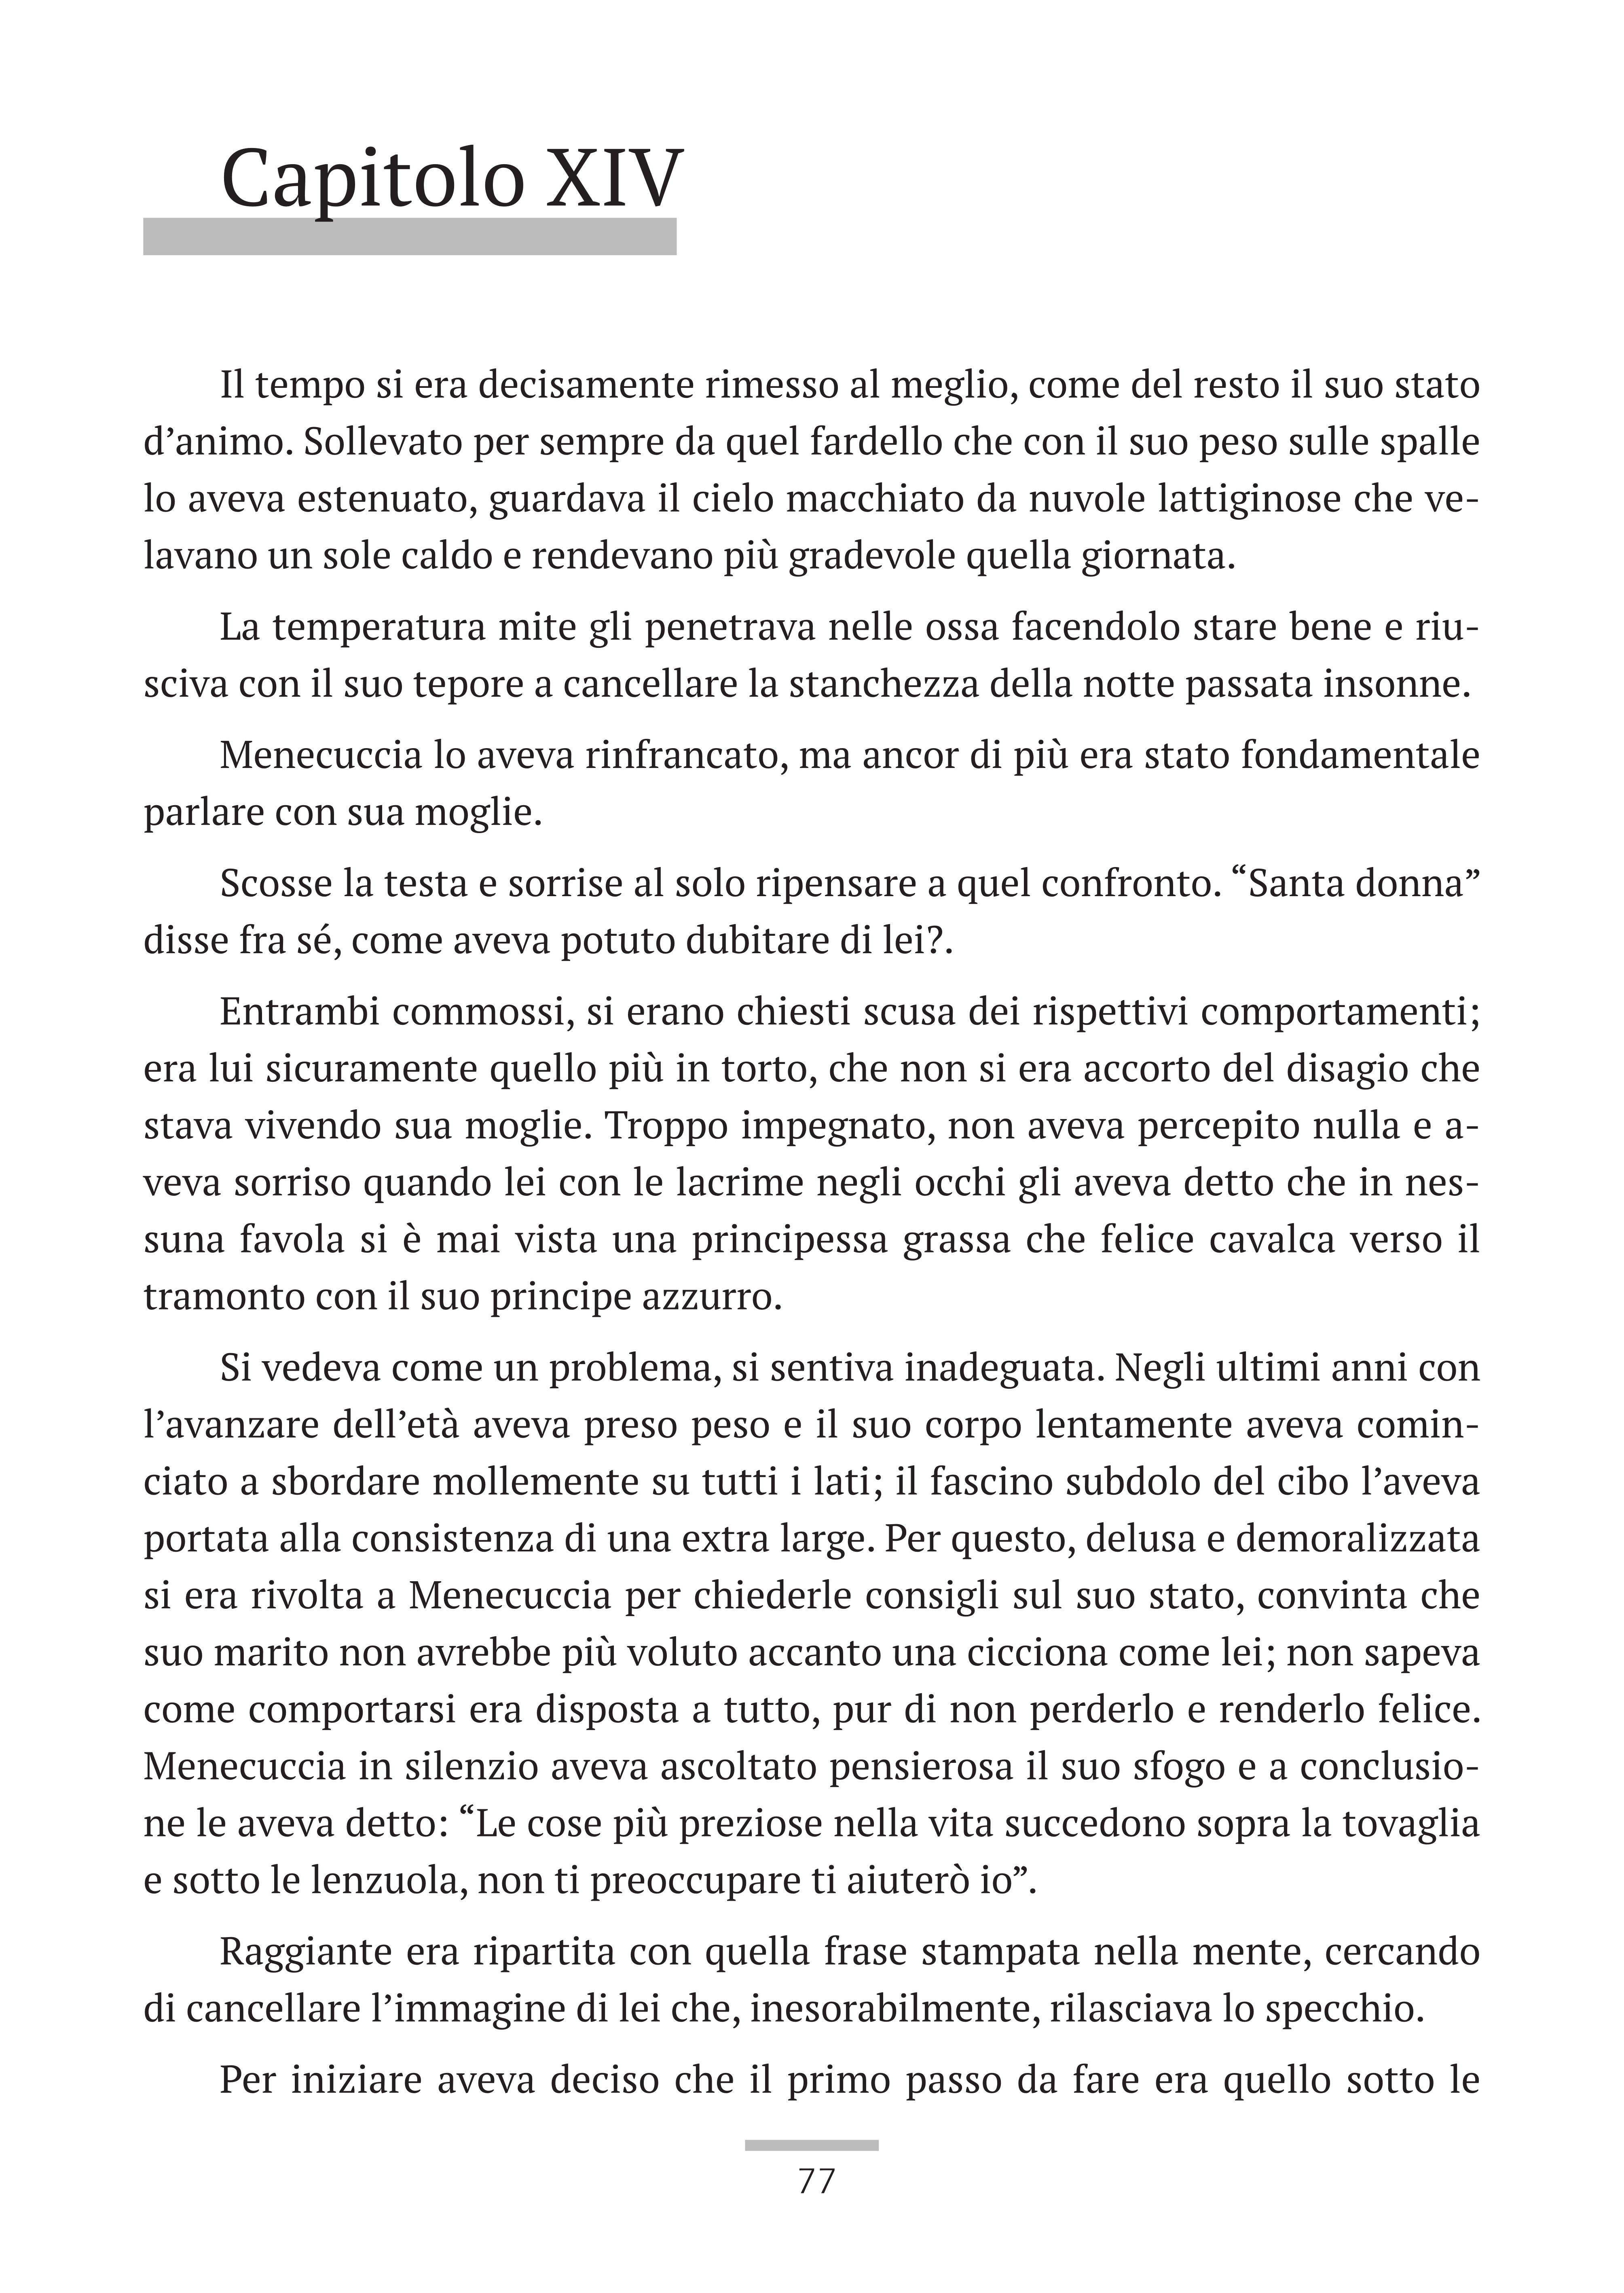 Capitolo XIV
Il tempo si era decisamente rimesso al meglio, come del resto il suo stato
d’animo. Sollevato per sempre da quel fardello che con il suo peso sulle spalle
lo aveva estenuato, guardava il cielo macchiato da nuvole lattiginose che ve-
lavano un sole caldo e rendevano più gradevole quella giornata.
La temperatura mite gli penetrava nelle ossa facendolo stare bene e riu-
sciva con il suo tepore a cancellare la stanchezza della notte passata insonne.
Menecuccia lo aveva rinfrancato, ma ancor di più era stato fondamentale
parlare con sua moglie.
Scosse la testa e sorrise al solo ripensare a quel confronto. “Santa donna”
disse fra sé, come aveva potuto dubitare di lei?.
Entrambi commossi, si erano chiesti scusa dei rispettivi comportamenti;
era lui sicuramente quello più in torto, che non si era accorto del disagio che
stava vivendo sua moglie. Troppo impegnato, non aveva percepito nulla e a-
veva sorriso quando lei con le lacrime negli occhi gli aveva detto che in nes-
suna favola si è mai vista una principessa grassa che felice cavalca verso il
tramonto con il suo principe azzurro.
Si vedeva come un problema, si sentiva inadeguata. Negli ultimi anni con
l’avanzare dell’età aveva preso peso e il suo corpo lentamente aveva comin-
ciato a sbordare mollemente su tutti i lati; il fascino subdolo del cibo l’aveva
portata alla consistenza di una extra large. Per questo, delusa e demoralizzata
si era rivolta a Menecuccia per chiederle consigli sul suo stato, convinta che
suo marito non avrebbe più voluto accanto una cicciona come lei; non sapeva
come comportarsi era disposta a tutto, pur di non perderlo e renderlo felice.
Menecuccia in silenzio aveva ascoltato pensierosa il suo sfogo e a conclusio-
ne le aveva detto: “Le cose più preziose nella vita succedono sopra la tovaglia
e sotto le lenzuola, non ti preoccupare ti aiuterò io”.
Raggiante era ripartita con quella frase stampata nella mente, cercando
di cancellare l’immagine di lei che, inesorabilmente, rilasciava lo specchio.
Per iniziare aveva deciso che il primo passo da fare era quello sotto le
77